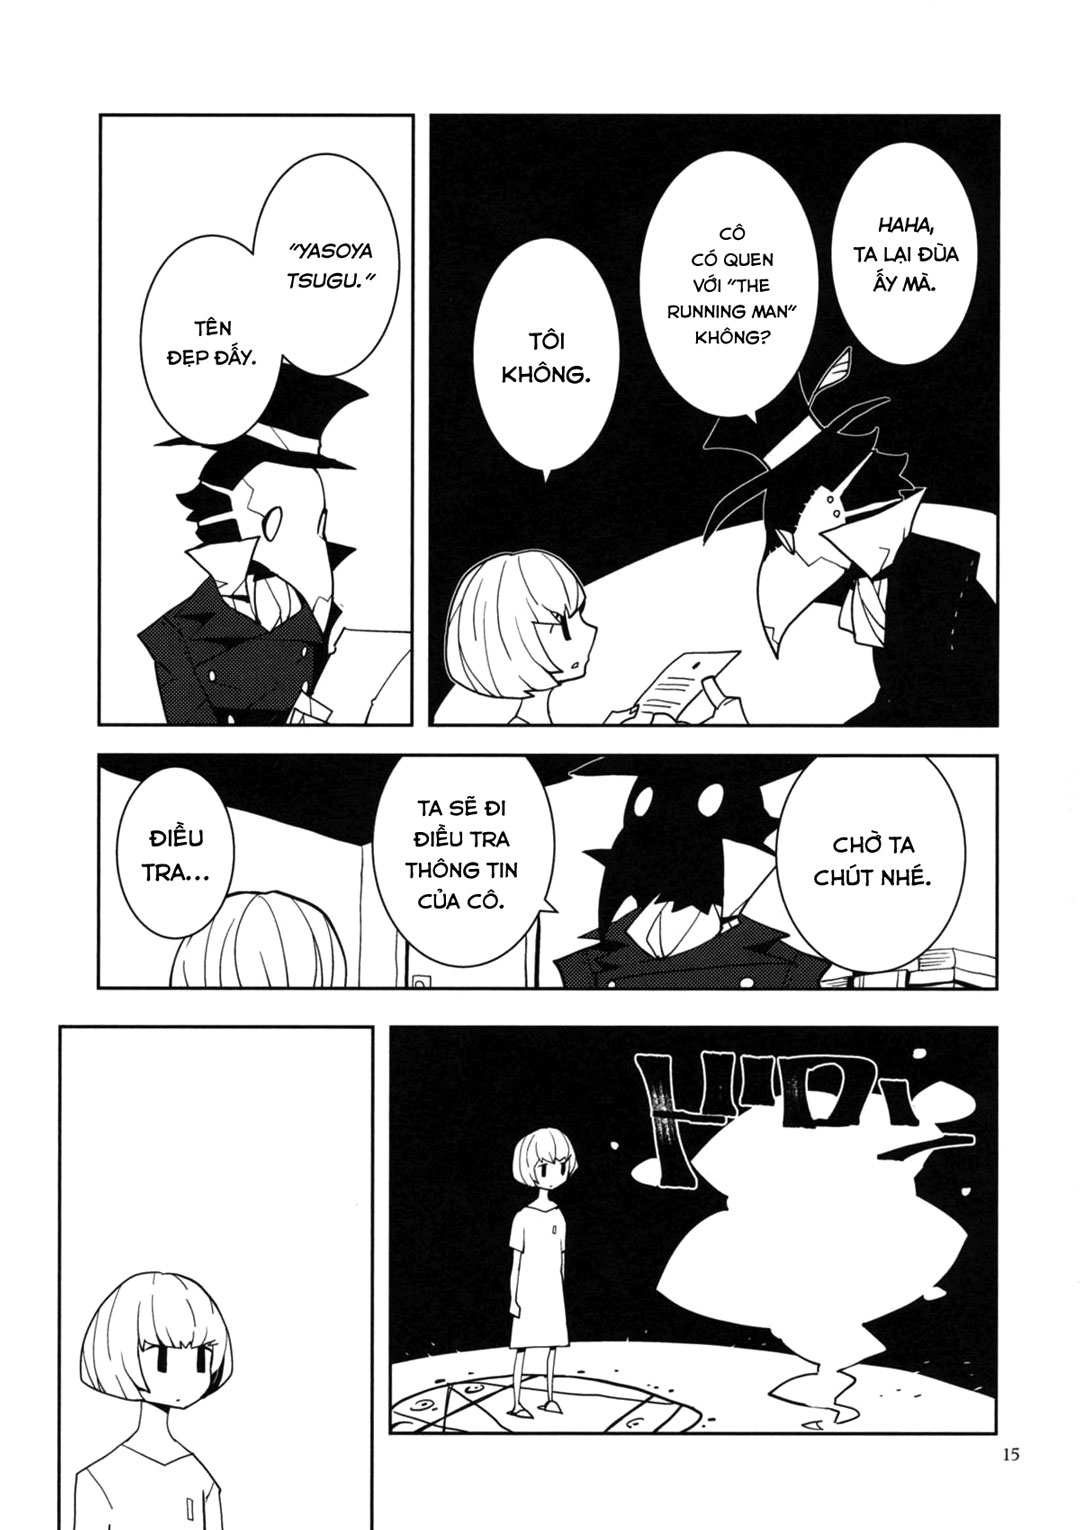 HAHA,
TA LẠI ĐÙA
ẤY MÀ.
CÔ
CÓ QUEN
VỚI "THE
RUNNING MAN"
KHÔNG?
TÔI
KHÔNG.
"YASOYA
TSUGU."
TÊN
ĐẸP ĐẤY.
CHỜ TA
CHÚT NHÉ.
TA SẼ ĐI
ĐIỀU TRA
THÔNG TIN
CỦA CÔ.
ĐIỀU
TRA...
15